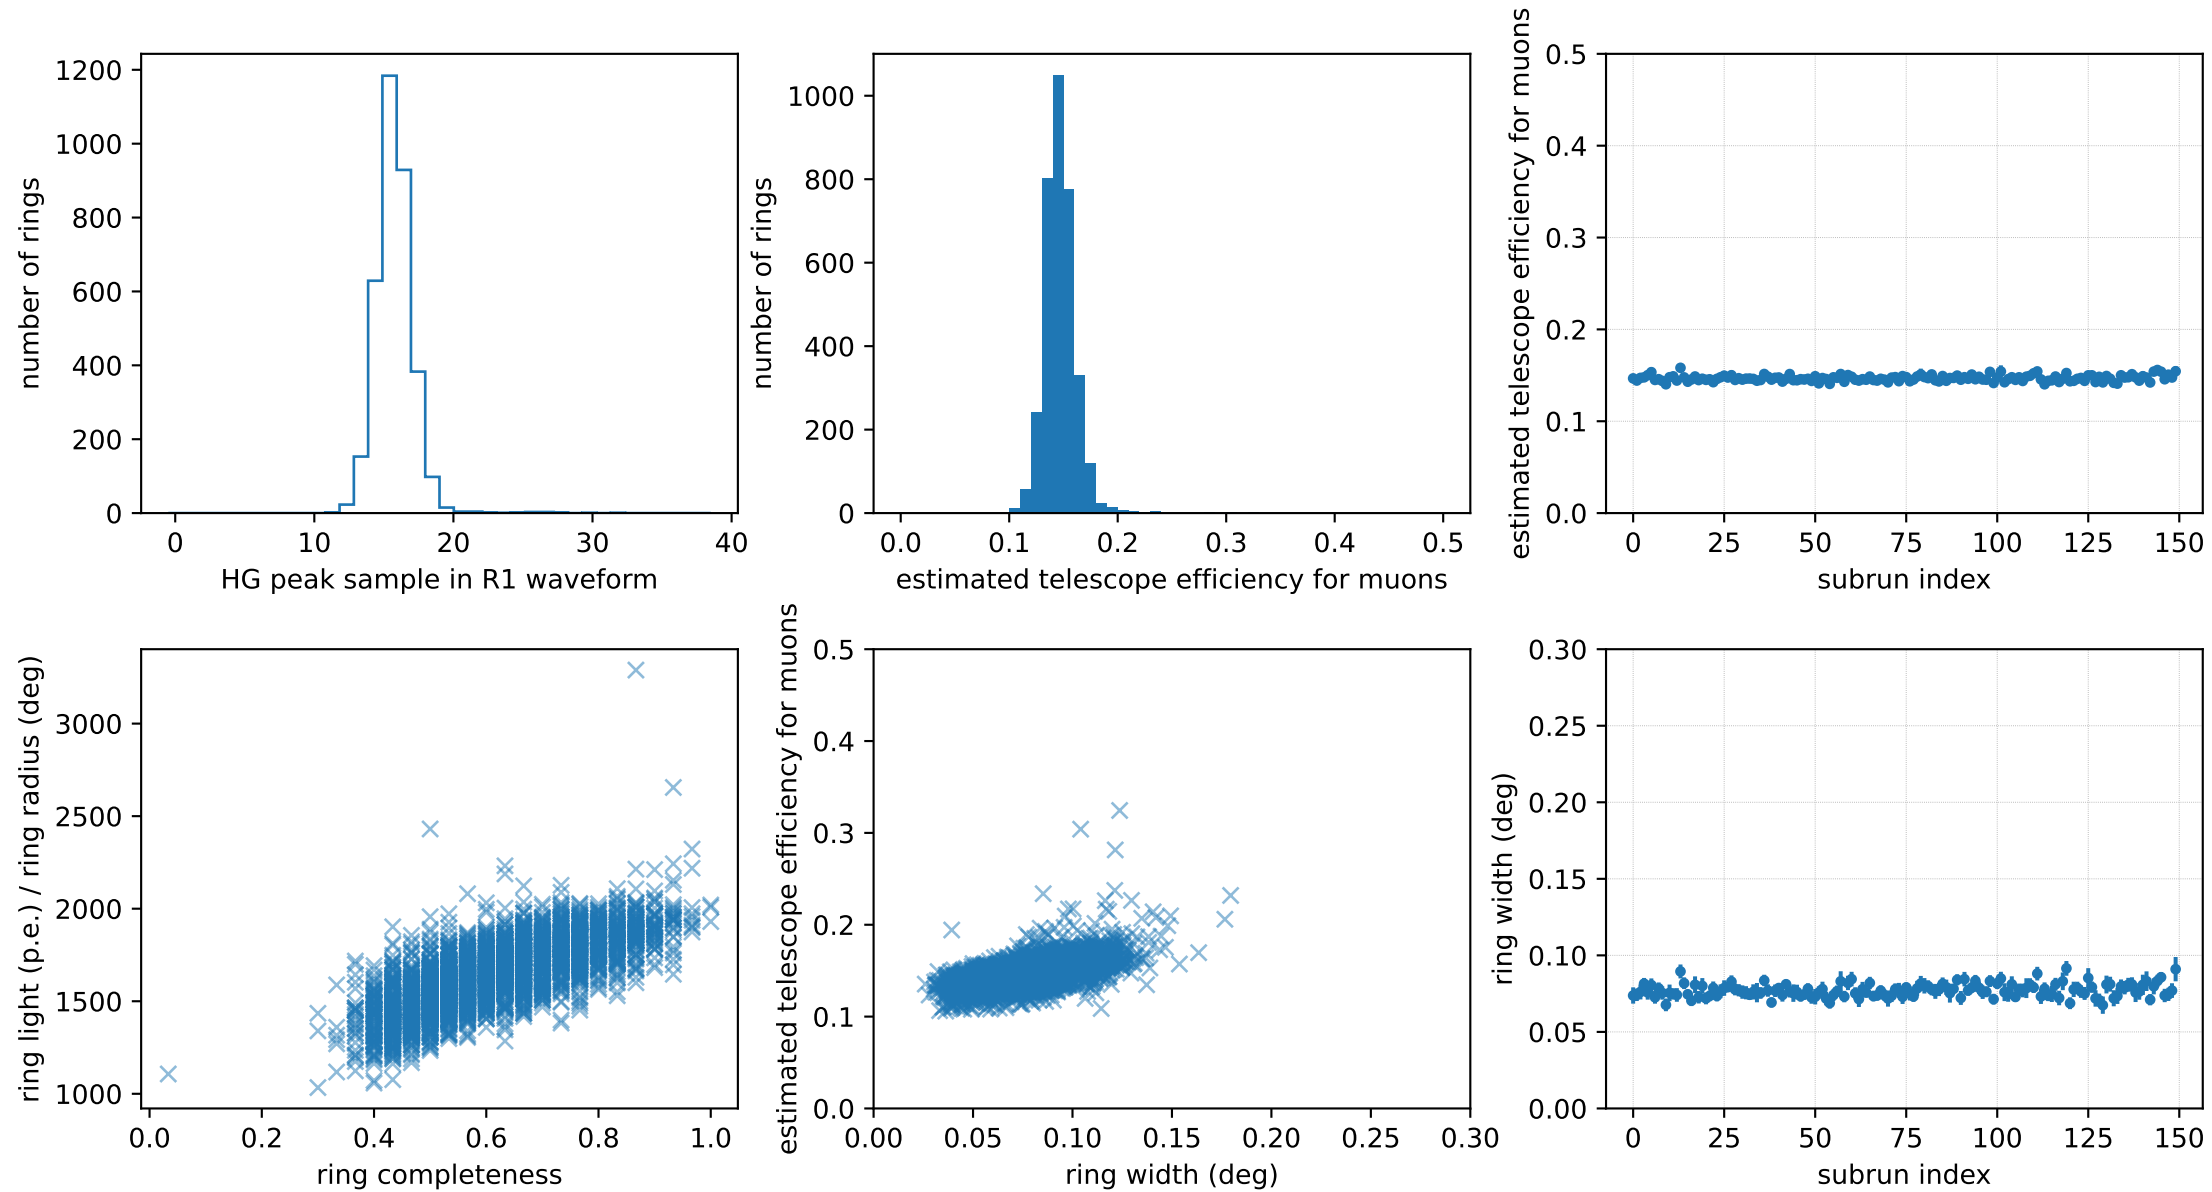 number of rings
1200
1000
800
600
400
200
0
0 10 20 30 40
HG peak sample in R1 waveform
number of rings
1000
800
600
400
200
0
0.0 0.1 0.2 0.3 0.4 0.5
estimated telescope efficiency for muons
estimated telescope efficiency for muons
0.5
0.4
0.3
0.2
0.1
0.0
0 25 50 75 100 125 150
subrun index
ring light (p.e.) / ring radius (deg)
3000
2500
2000
1500
1000
0.0 0.2 0.4 0.6 0.8 1.0
ring completeness
estimated telescope efficiency for muons
0.5
0.4
0.3
0.2
0.1
0.0
0.00 0.05 0.10 0.15 0.20 0.25 0.30
ring width (deg)
ring width (deg)
0.30
0.25
0.20
0.15
0.10
0.05
0.00
0 25 50 75 100 125 150
subrun index